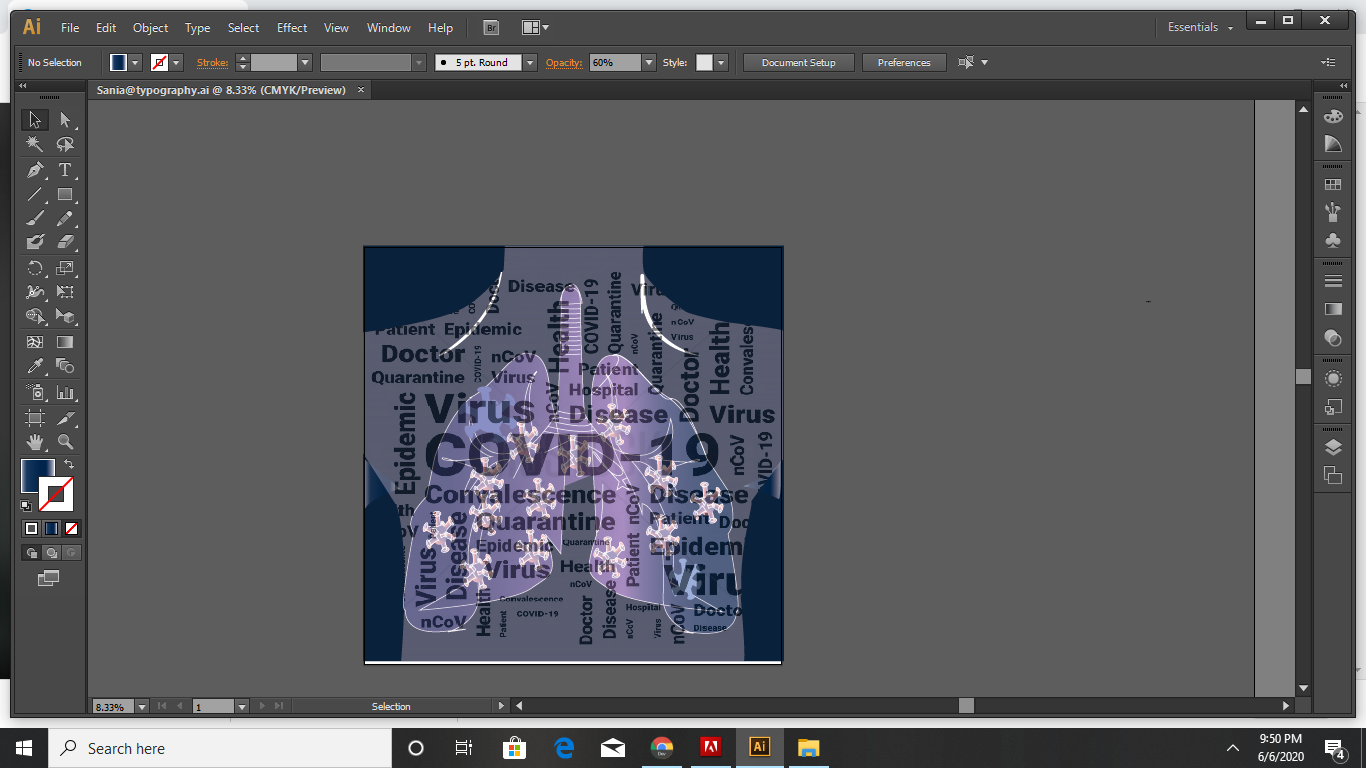 Ai File Edit Object Type Select Effect View Window Help Br Essentials
No Selection Stroke: 5 pt. Round Opacity: 60% Style: Document Setup Preferences
Sania@typography.ai @ 8.33% (CMYK/Preview) ×
Disease
COVID-19
Quarantine
Health
nCoV
Virus
Patient Epidemic
Doctor
COVID-19
nCoV
nCoV
Quarantine
Doctor
Health
Quarantine
Virus
Patient
Hospital
nCoV
Epidemic
Virus
Disease
Virus
COVID-19
nCoV
Convalescence
Disease
nCoV
Quarantine
Patient
Epidemic
Quarantine
Virus
Disease
Virus
Health
nCoV
Patient
Convalescence
COVID-19
Health
Patient
Doctor
Disease
Hospital
nCoV
Virus
nCoV
Disease
nCoV
8.33% 1 Selection
Search here
Dev
Ai
9:50 PM
6/6/2020
4